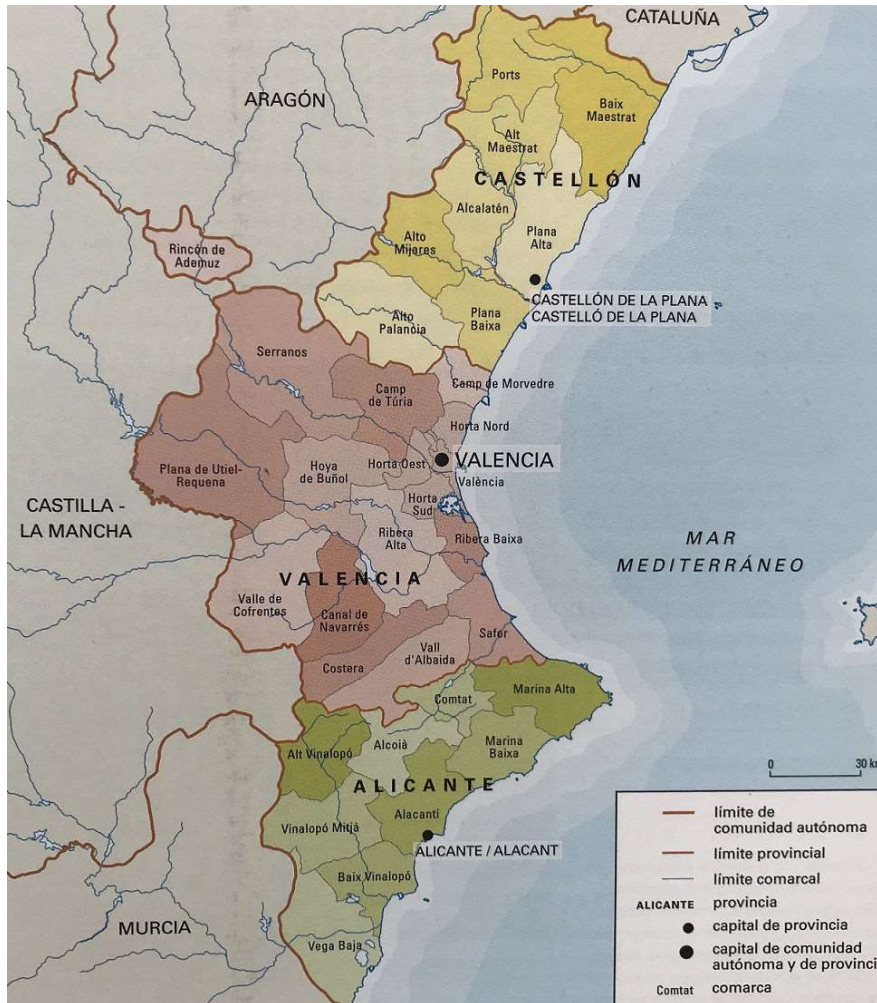 CATALUÑA
Ports
ARAGÓN
Baix
Maestrat
Alt
Maestrat
CASTELLÓN
Alcalatén
Plana
Alta
Alto
Mijares
Rincón de
Ademuz
CASTELLÓN DE LA PLANA
CASTELLÓ DE LA PLANA
Alto
Palancia
Plana
Baixa
Serranos
Camp
de Túria
Camp de Morvedre
Horta Nord
VALENCIA
València
Plana de Utiel-
Requena
Hoya
de Buñol
Horta Oest
Horta
Sud
CASTILLA -
LA MANCHA
Ribera
Alta
Ribera Baixa
MAR
MEDITERRÁNEO
VALENCIA
Valle de
Cofrentes
Canal de
Navarrés
Safor
Vall
d'Albaida
Costera
Marina Alta
Comtat
Alt Vinalopó
Alcoià
Marina
Baixa
ALICANTE
Vinalopó Mitjà
Alacantí
ALICANTE / ALACANT
Baix Vinalopó
MURCIA
Vega Baja
0 30 k
límite de
comunidad autónoma
límite provincial
límite comarcal
ALICANTE provincia
capital de provincia
capital de comunidad
autónoma y de provinci
Comtat comarca